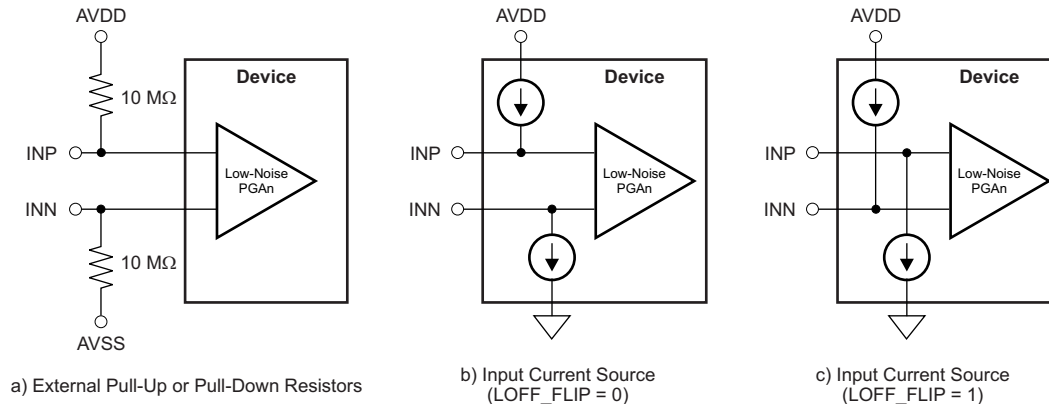 AVDD
10 MΩ
Device
INP
INN
Low-Noise
PGAn
10 MΩ
AVSS
a) External Pull-Up or Pull-Down Resistors
AVDD
Device
INP
INN
Low-Noise
PGAn
b) Input Current Source
(LOFF_FLIP = 0)
AVDD
Device
INP
INN
Low-Noise
PGAn
c) Input Current Source
(LOFF_FLIP = 1)